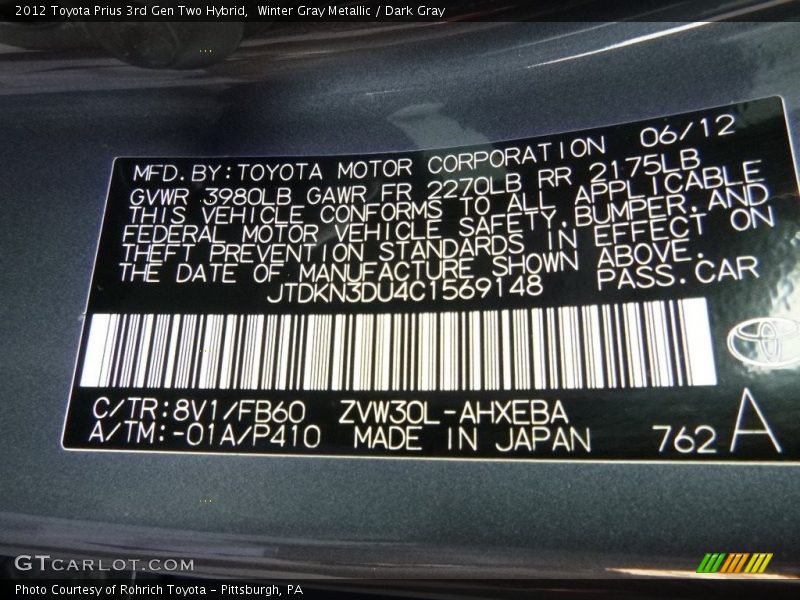 2012 Toyota Prius 3rd Gen Two Hybrid,  Winter Gray Metallic / Dark Gray
MFD. BY: TOYOTA MOTOR CORPORATION 06/12
GVWR 3980LB GAWR FR 2270LB RR 2175LB
THIS VEHICLE CONFORMS TO ALL APPLICABLE
FEDERAL MOTOR VEHICLE SAFETY, BUMPER, AND
THEFT PREVENTION STANDARDS IN EFFECT ON
THE DATE OF MANUFACTURE SHOWN ABOVE.
JTDKN3DU4C1569148 PASS. CAR
C/TR: 8V1/FB60 ZVW30L-AHXEBA
A/TM: -01A/P410 MADE IN JAPAN 762 A
GTCARLOT.COM
Photo Courtesy of Rohrich Toyota - Pittsburgh, PA